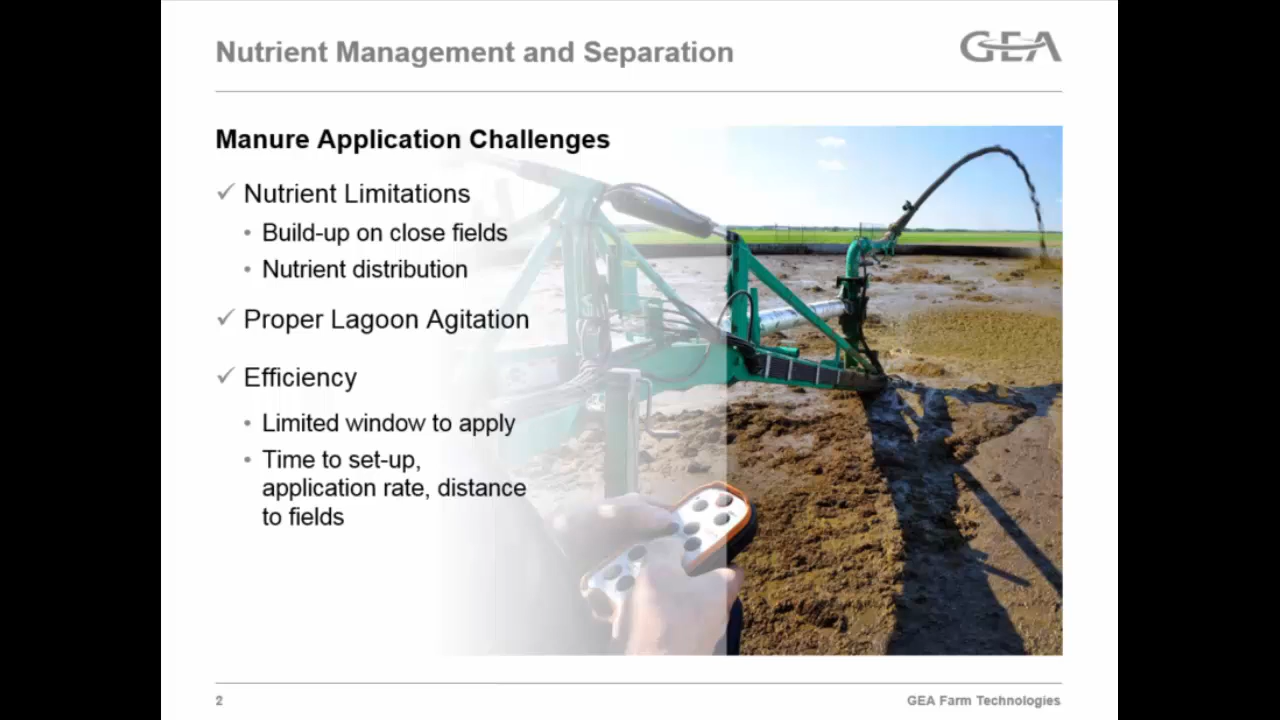 Nutrient Management and Separation
GEA
Manure Application Challenges
✓ Nutrient Limitations
• Build-up on close fields
• Nutrient distribution
✓ Proper Lagoon Agitation
✓ Efficiency
• Limited window to apply
• Time to set-up,
application rate, distance
to fields
2
GEA Farm Technologies